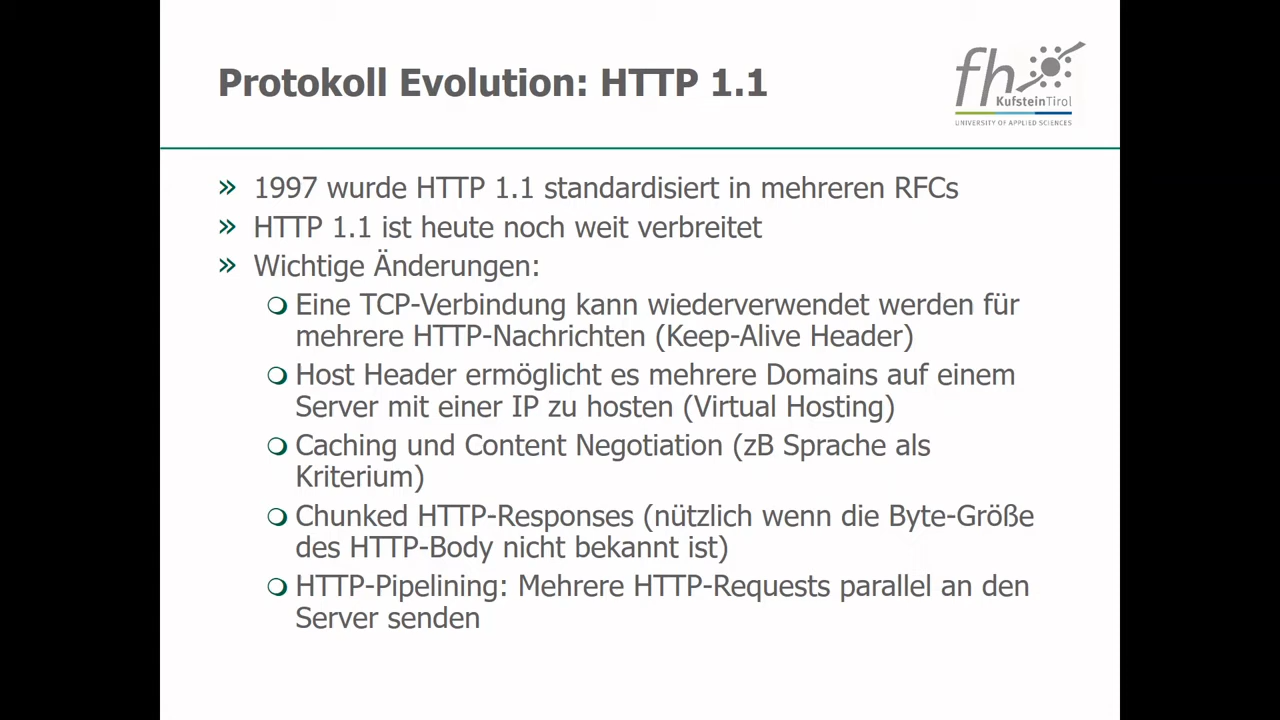 Protokoll Evolution: HTTP 1.1
fh
KufsteinTirol
UNIVERSITY OF APPLIED SCIENCES
» 1997 wurde HTTP 1.1 standardisiert in mehreren RFCs
» HTTP 1.1 ist heute noch weit verbreitet
» Wichtige Änderungen:
Eine TCP-Verbindung kann wiederverwendet werden für
mehrere HTTP-Nachrichten (Keep-Alive Header)
Host Header ermöglicht es mehrere Domains auf einem
Server mit einer IP zu hosten (Virtual Hosting)
Caching und Content Negotiation (zB Sprache als
Kriterium)
Chunked HTTP-Responses (nützlich wenn die Byte-Größe
des HTTP-Body nicht bekannt ist)
HTTP-Pipelining: Mehrere HTTP-Requests parallel an den
Server senden